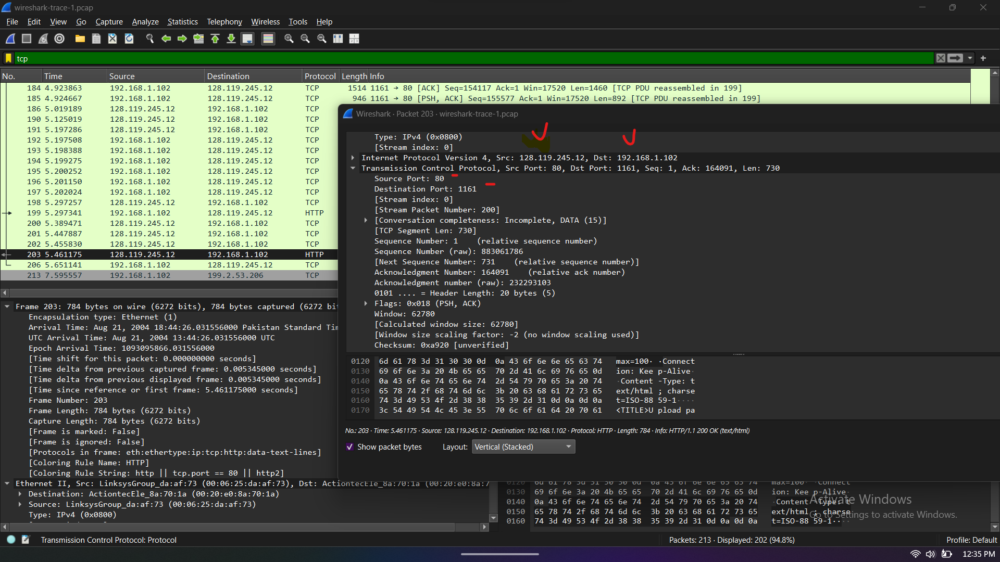 wireshark-trace-1.pcap
File Edit View Go Capture Analyze Statistics Telephony Wireless Tools Help
tcp
No. Time Source Destination Protocol Length Info
184 4.923863 192.168.1.102 128.119.245.12 TCP 1514 1161 → 80 [ACK] Seq=154117 Ack=1 Win=17520 Len=1460 [TCP PDU reassembled in 199]
185 4.924667 192.168.1.102 128.119.245.12 TCP 946 1161 → 80 [PSH, ACK] Seq=155577 Ack=1 Win=17520 Len=892 [TCP PDU reassembled in 199]
186 5.019189 128.119.245.12 192.168.1.102 TCP
190 5.125019 128.119.245.12 192.168.1.102 TCP
191 5.197286 128.119.245.12 192.168.1.102 TCP
192 5.197508 192.168.1.102 128.119.245.12 TCP
193 5.198388 192.168.1.102 128.119.245.12 TCP
194 5.199275 192.168.1.102 128.119.245.12 TCP
195 5.200252 192.168.1.102 128.119.245.12 TCP
196 5.201150 192.168.1.102 128.119.245.12 TCP
197 5.202024 192.168.1.102 128.119.245.12 TCP
198 5.297257 128.119.245.12 192.168.1.102 TCP
199 5.297341 192.168.1.102 128.119.245.12 HTTP
200 5.389471 128.119.245.12 192.168.1.102 TCP
201 5.447887 128.119.245.12 192.168.1.102 TCP
202 5.455830 128.119.245.12 192.168.1.102 TCP
203 5.461175 128.119.245.12 192.168.1.102 HTTP
206 5.651141 192.168.1.102 128.119.245.12 TCP
213 7.595557 192.168.1.102 199.2.53.206 TCP
Frame 203: 784 bytes on wire (6272 bits), 784 bytes captured (6272 bi
Encapsulation type: Ethernet (1)
Arrival Time: Aug 21, 2004 18:44:26.031556000 Pakistan Standard Tim
UTC Arrival Time: Aug 21, 2004 13:44:26.031556000 UTC
Epoch Arrival Time: 1093095866.031556000
[Time shift for this packet: 0.000000000 seconds]
[Time delta from previous captured frame: 0.005345000 seconds]
[Time delta from previous displayed frame: 0.005345000 seconds]
[Time since reference or first frame: 5.461175000 seconds]
Frame Number: 203
Frame Length: 784 bytes (6272 bits)
Capture Length: 784 bytes (6272 bits)
[Frame is marked: False]
[Frame is ignored: False]
[Protocols in frame: eth:ethertype:ip:tcp:http:data-text-lines]
[Coloring Rule Name: HTTP]
[Coloring Rule String: http || tcp.port == 80 || http2]
Ethernet II, Src: LinksysGroup_da:af:73 (00:06:25:da:af:73), Dst: ActiontecEle_8a:70:1a (00:20:e0:8a:7
Destination: ActiontecEle_8a:70:1a (00:20:e0:8a:70:1a)
Source: LinksysGroup_da:af:73 (00:06:25:da:af:73)
Type: IPv4 (0x0800)
Wireshark · Packet 203 · wireshark-trace-1.pcap
Type: IPv4 (0x0800)
[Stream index: 0]
Internet Protocol Version 4, Src: 128.119.245.12, Dst: 192.168.1.102
Transmission Control Protocol, Src Port: 80, Dst Port: 1161, Seq: 1, Ack: 164091, Len: 730
Source Port: 80
Destination Port: 1161
[Stream index: 0]
[Stream Packet Number: 200]
[Conversation completeness: Incomplete, DATA (15)]
[TCP Segment Len: 730]
Sequence Number: 1 (relative sequence number)
Sequence Number (raw): 883061786
[Next Sequence Number: 731 (relative sequence number)]
Acknowledgment Number: 164091 (relative ack number)
Acknowledgment number (raw): 232293103
0101 .... = Header Length: 20 bytes (5)
Flags: 0x018 (PSH, ACK)
Window: 62780
[Calculated window size: 62780]
[Window size scaling factor: -2 (no window scaling used)]
Checksum: 0xa920 [unverified]
0120 6d 61 78 3d 31 30 30 0d 0a 43 6f 6e 6e 65 63 74 max=100· ·Connect
0130 69 6f 6e 3a 20 4b 65 65 70 2d 41 6c 69 76 65 0d ion: Kee p-Alive·
0140 0a 43 6f 6e 74 65 6e 74 2d 54 79 70 65 3a 20 74 ·Content -Type: t
0150 65 78 74 2f 68 74 6d 6c 3b 20 63 68 61 72 73 65 ext/html ; charse
0160 74 3d 49 53 4f 2d 38 38 35 39 2d 31 0d 0a 0d 0a t=ISO-88 59-1····
0170 3c 54 49 54 4c 45 3e 55 70 6c 6f 61 64 20 70 61 <TITLE>U pload pa
No.: 203 · Time: 5.461175 · Source: 128.119.245.12 · Destination: 192.168.1.102 · Protocol: HTTP · Length: 784 · Info: HTTP/1.1 200 OK (text/html)
Show packet bytes Layout: Vertical (Stacked)
0120 6d 61 78 3d 31 30 30 0d 0a 43 6f 6e 6e 65 63 74 max=100· ·Connect
0130 69 6f 6e 3a 20 4b 65 65 70 2d 41 6c 69 76 65 0d ion: Kee p-Alive·
0140 0a 43 6f 6e 74 65 6e 74 2d 54 79 70 65 3a 20 74 ·Content -Type: t
0150 65 78 74 2f 68 74 6d 6c 3b 20 63 68 61 72 73 65 ext/html ; charse
0160 74 3d 49 53 4f 2d 38 38 35 39 2d 31 0d 0a 0d 0a t=ISO-88 59-1··
Activate Windows
Go to Settings to activate Windows.
Transmission Control Protocol: Protocol
Packets: 213 · Displayed: 202 (94.8%)
Profile: Default
12:35 PM